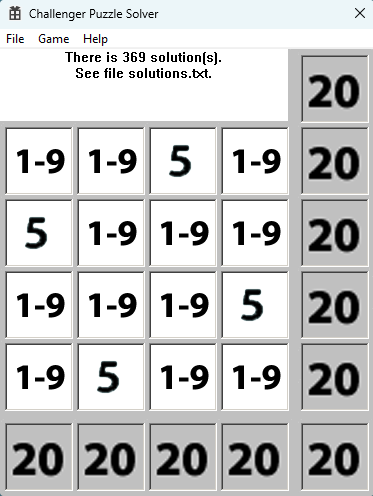 Challenger Puzzle Solver
File Game Help
There is 369 solution(s).
See file solutions.txt.
20
1-9 1-9 5 1-9 20
5 1-9 1-9 1-9 20
1-9 1-9 1-9 5 20
1-9 5 1-9 1-9 20
20 20 20 20 20